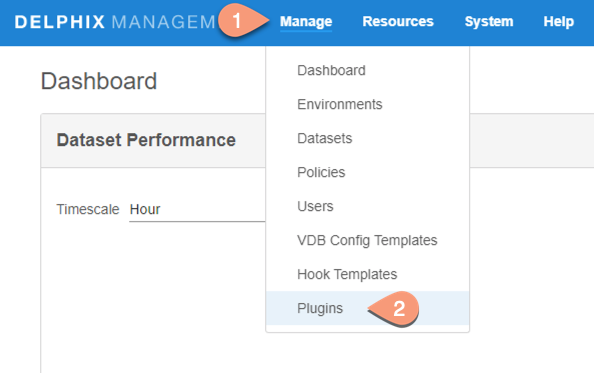 DELPHIX MANAGEM
1
Manage
Resources
System
Help
Dashboard
Dashboard
Environments
Datasets
Policies
Users
VDB Config Templates
Hook Templates
Plugins
2
Dataset Performance
Timescale Hour